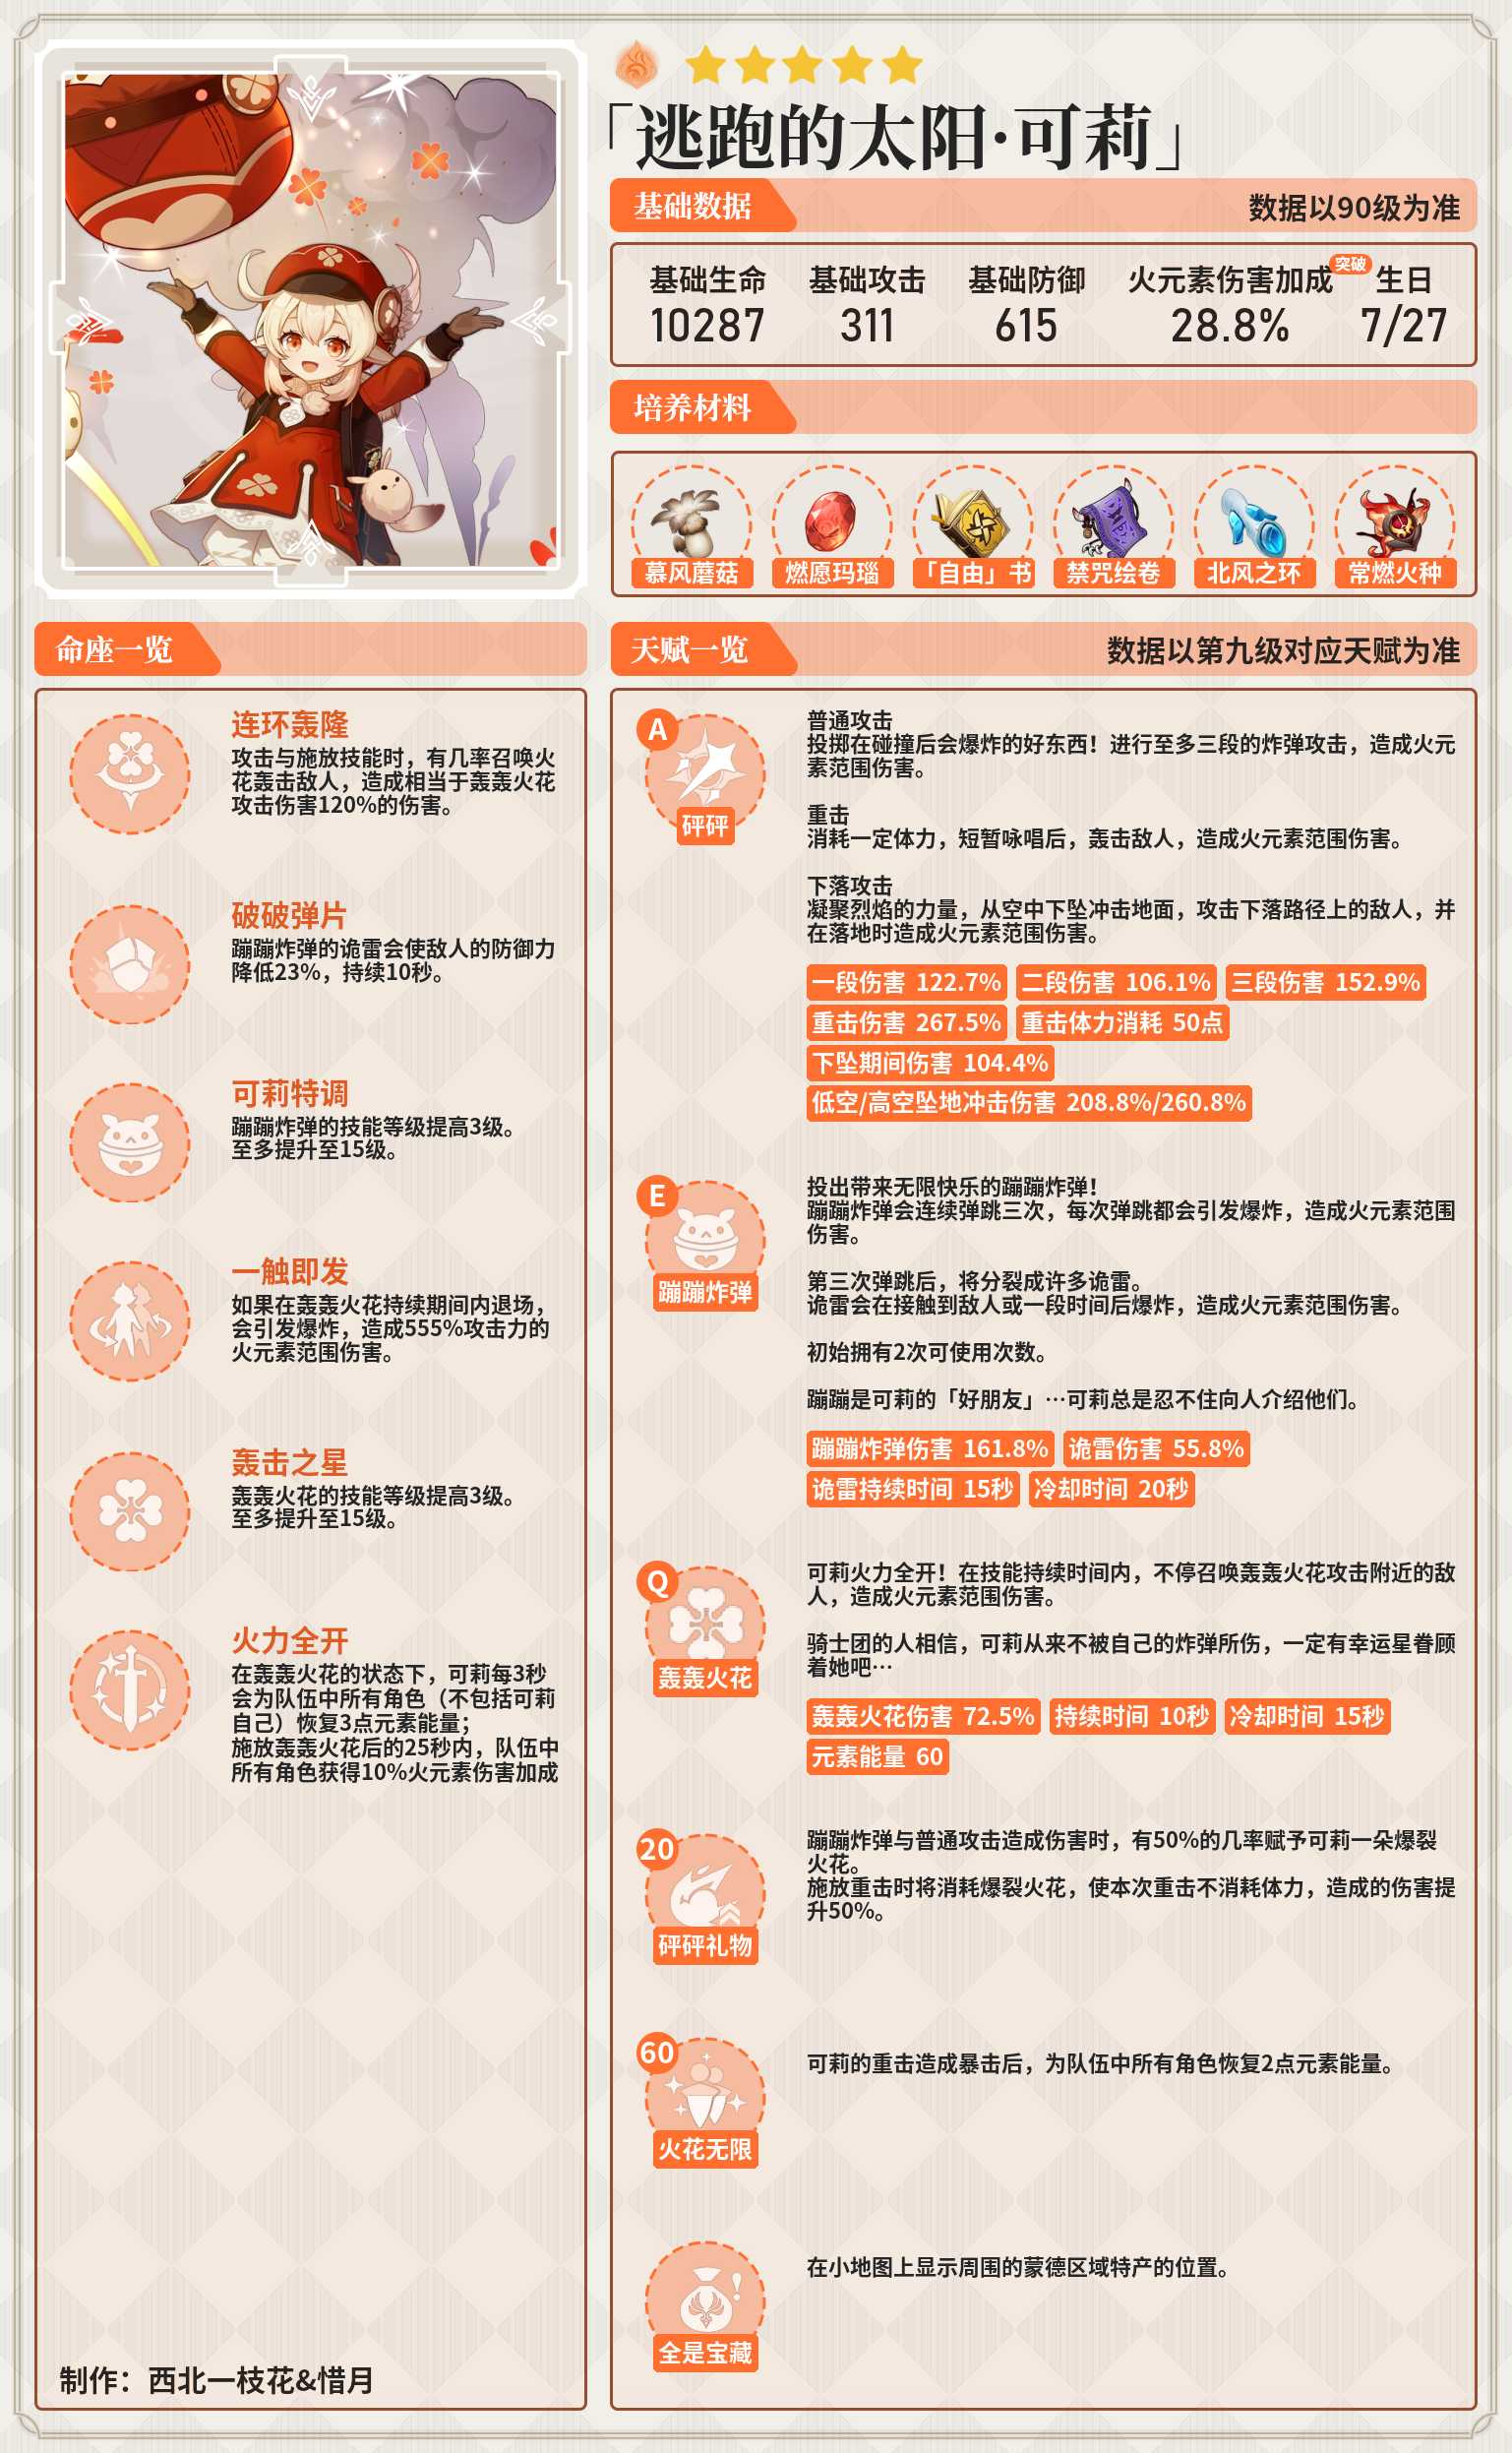 「逃跑的太阳·可莉」
基础数据
数据以90级为准
基础生命
10287
基础攻击
311
基础防御
615
火元素伤害加成
突破
28.8%
生日
7/27
培养材料
慕风蘑菇
燃愿玛瑙
「自由」书
禁咒绘卷
北风之环
常燃火种
命座一览
连环轰隆
攻击与施放技能时，有几率召唤火
花轰击敌人，造成相当于轰轰火花
攻击伤害120%的伤害。
破破弹片
蹦蹦炸弹的诡雷会使敌人的防御力
降低23%，持续10秒。
可莉特调
蹦蹦炸弹的技能等级提高3级。
至多提升至15级。
一触即发
如果在轰轰火花持续期间内退场，
会引发爆炸，造成555%攻击力的
火元素范围伤害。
轰击之星
轰轰火花的技能等级提高3级。
至多提升至15级。
火力全开
在轰轰火花的状态下，可莉每3秒
会为队伍中所有角色（不包括可莉
自己）恢复3点元素能量；
施放轰轰火花后的25秒内，队伍中
所有角色获得10%火元素伤害加成
制作：西北一枝花&惜月
天赋一览
数据以第九级对应天赋为准
A
砰砰
普通攻击
投掷在碰撞后会爆炸的好东西！进行至多三段的炸弹攻击，造成火元
素范围伤害。
重击
消耗一定体力，短暂咏唱后，轰击敌人，造成火元素范围伤害。
下落攻击
凝聚烈焰的力量，从空中下坠冲击地面，攻击下落路径上的敌人，并
在落地时造成火元素范围伤害。
一段伤害 122.7% 二段伤害 106.1% 三段伤害 152.9%
重击伤害 267.5% 重击体力消耗 50点
下坠期间伤害 104.4%
低空/高空坠地冲击伤害 208.8%/260.8%
E
蹦蹦炸弹
投出带来无限快乐的蹦蹦炸弹！
蹦蹦炸弹会连续弹跳三次，每次弹跳都会引发爆炸，造成火元素范围
伤害。
第三次弹跳后，将分裂成许多诡雷。
诡雷会在接触到敌人或一段时间后爆炸，造成火元素范围伤害。
初始拥有2次可使用次数。
蹦蹦是可莉的「好朋友」…可莉总是忍不住向人介绍他们。
蹦蹦炸弹伤害 161.8% 诡雷伤害 55.8%
诡雷持续时间 15秒 冷却时间 20秒
Q
轰轰火花
可莉火力全开！在技能持续时间内，不停召唤轰轰火花攻击附近的敌
人，造成火元素范围伤害。
骑士团的人相信，可莉从来不被自己的炸弹所伤，一定有幸运星眷顾
着她吧…
轰轰火花伤害 72.5% 持续时间 10秒 冷却时间 15秒
元素能量 60
20
砰砰礼物
蹦蹦炸弹与普通攻击造成伤害时，有50%的几率赋予可莉一朵爆裂
火花。
施放重击时将消耗爆裂火花，使本次重击不消耗体力，造成的伤害提
升50%。
60
火花无限
可莉的重击造成暴击后，为队伍中所有角色恢复2点元素能量。
全是宝藏
在小地图上显示周围的蒙德区域特产的位置。